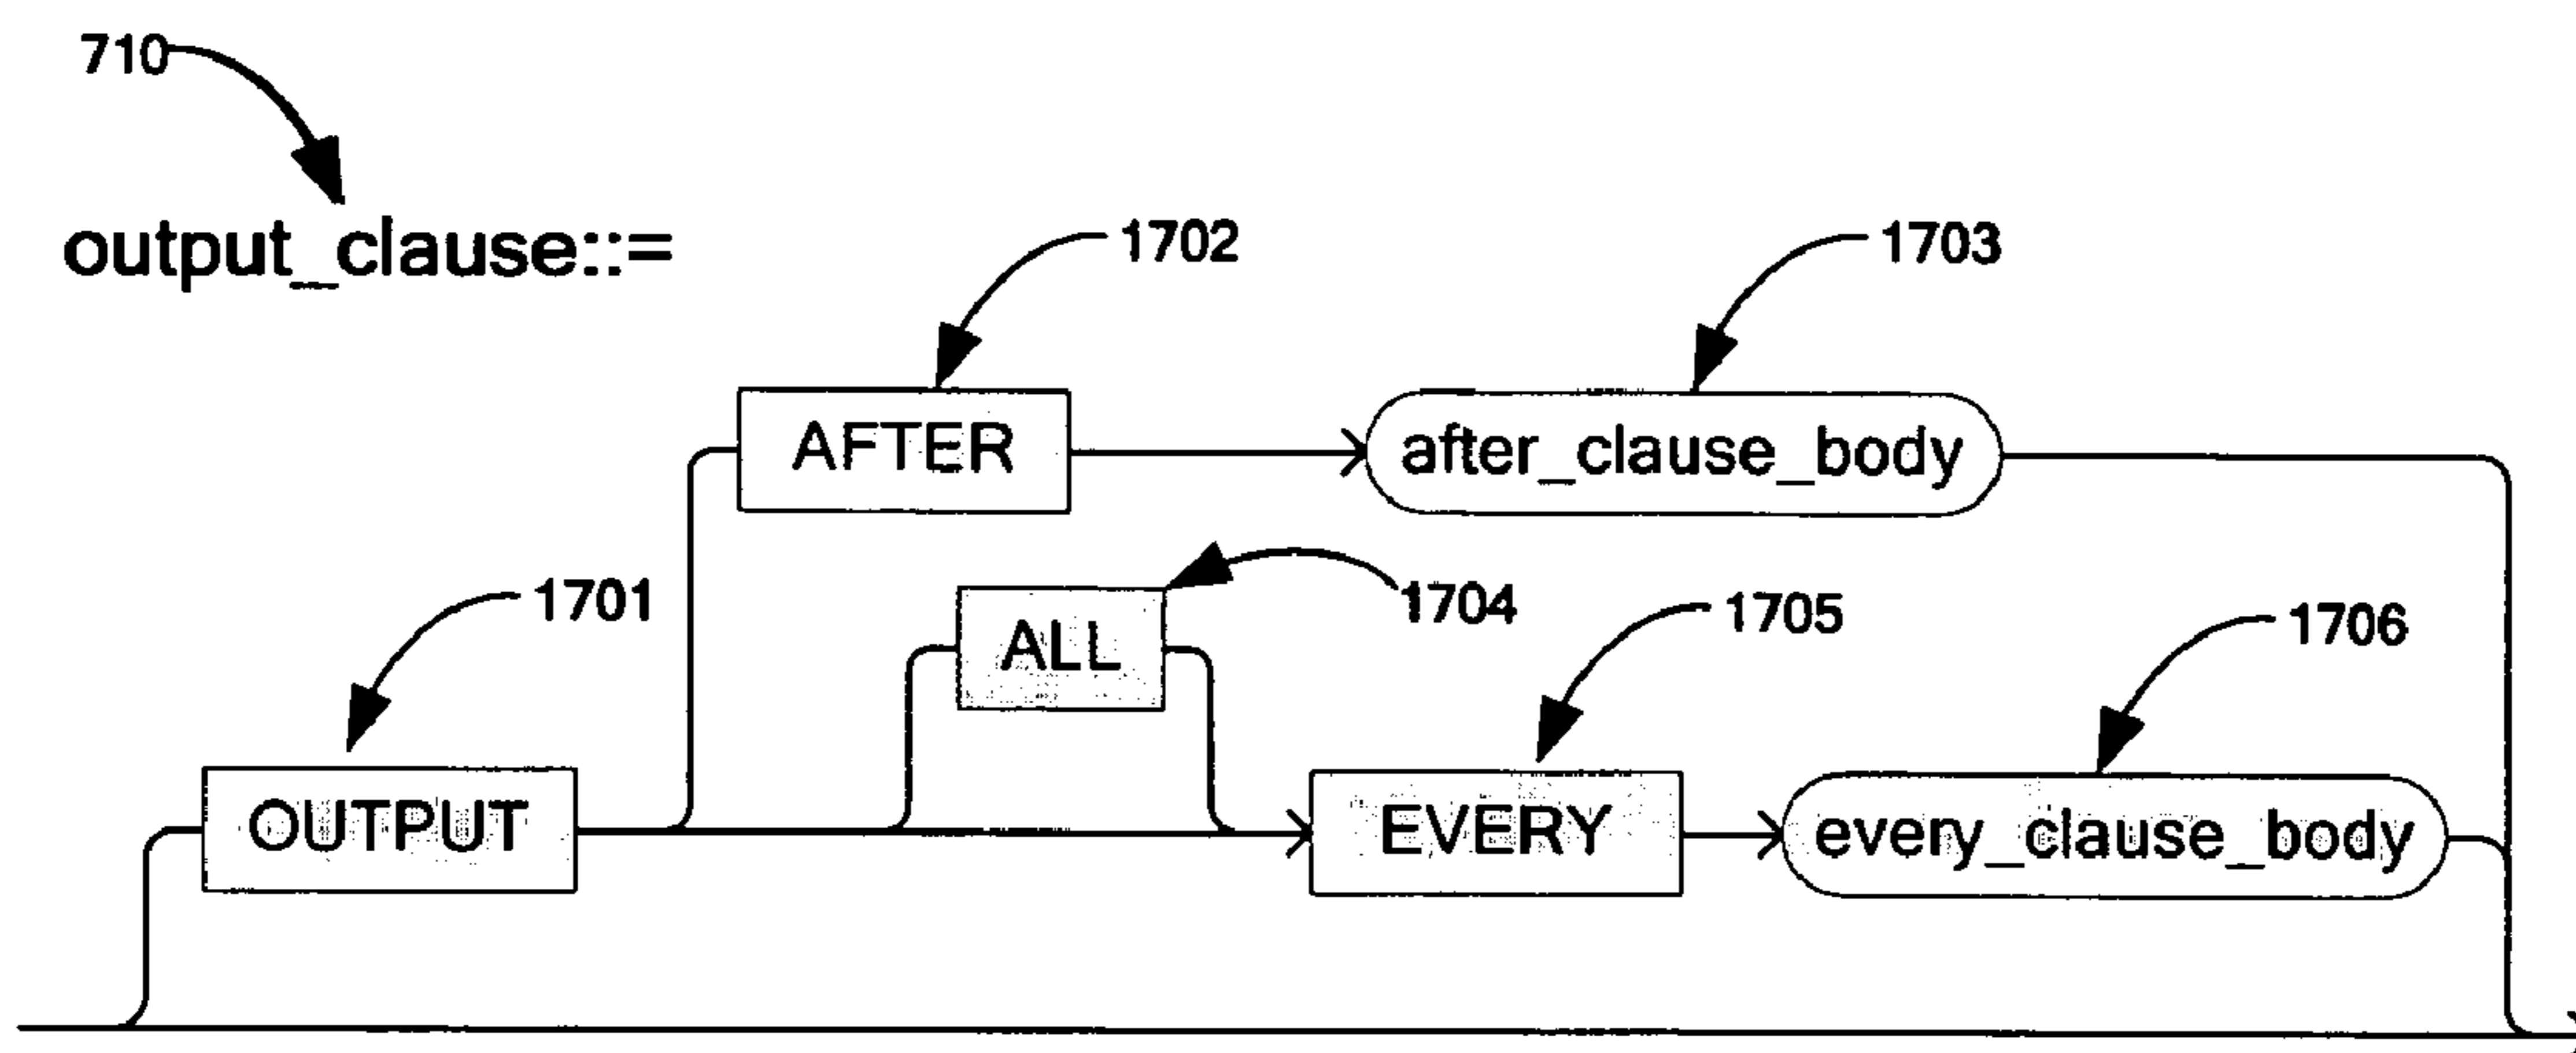 710
output_clause::=
1702
1703
AFTER
after_clause_body
1701
ALL
1704
1705
1706
OUTPUT
EVERY
every_clause_body